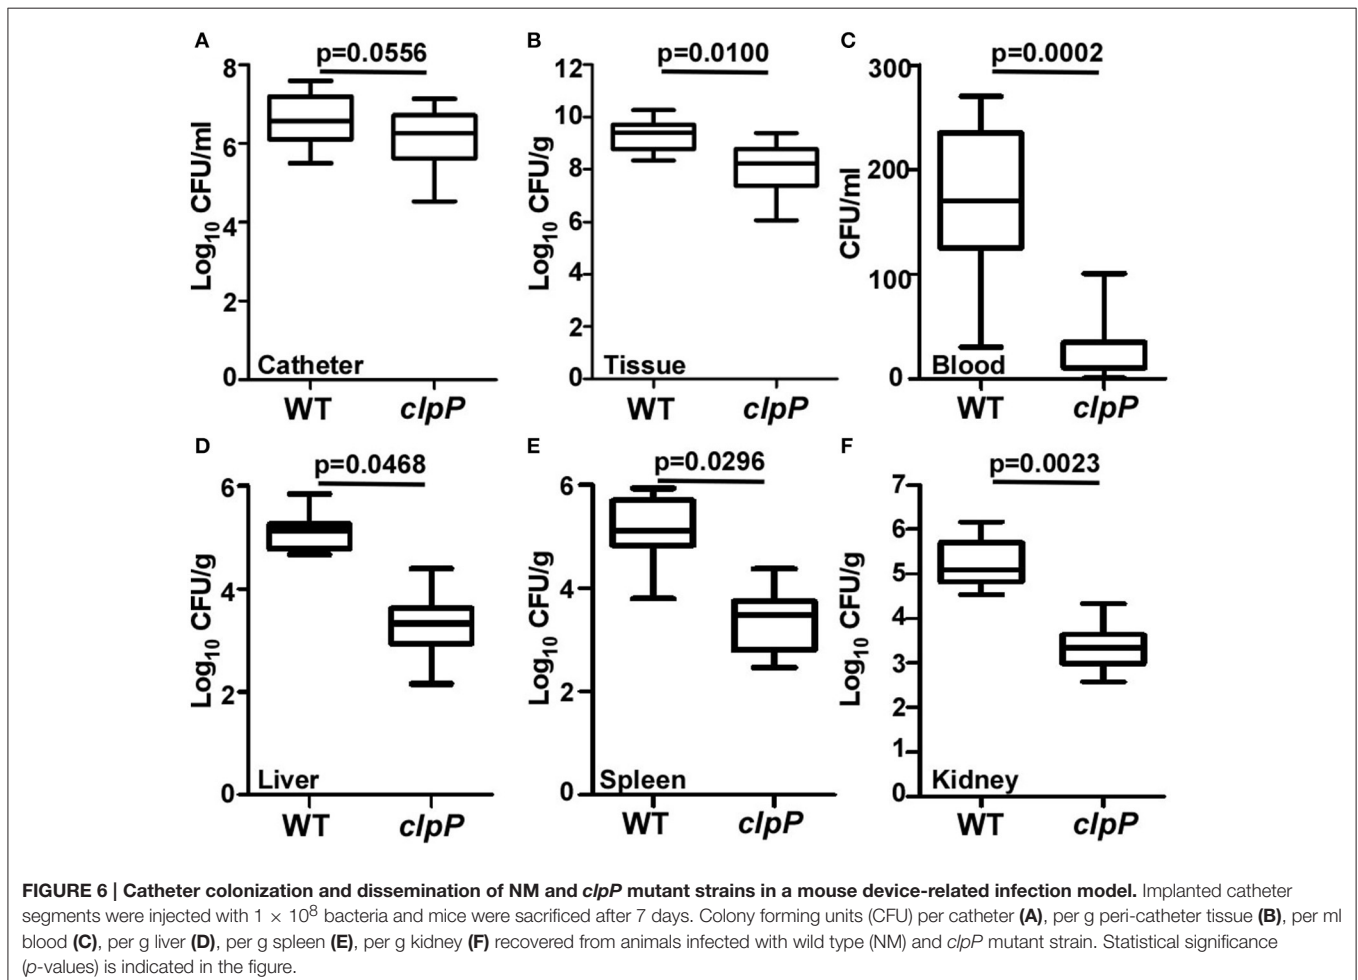 A
p=0.0556
8
6
4
2
0
Log10 CFU/ml
Catheter
WT
clpP
B
p=0.0100
12
10
8
6
4
2
0
Log10 CFU/g
Tissue
WT
clpP
C
p=0.0002
300
200
100
0
CFU/ml
Blood
WT
clpP
D
p=0.0468
6
4
2
0
Log10 CFU/g
Liver
WT
clpP
E
p=0.0296
6
4
2
0
Log10 CFU/g
Spleen
WT
clpP
F
p=0.0023
7
6
5
4
3
2
1
0
Log10 CFU/g
Kidney
WT
clpP
FIGURE 6 | Catheter colonization and dissemination of NM and clpP mutant strains in a mouse device-related infection model. Implanted catheter
segments were injected with 1 × 10⁸ bacteria and mice were sacrificed after 7 days. Colony forming units (CFU) per catheter (A), per g peri-catheter tissue (B), per ml
blood (C), per g liver (D), per g spleen (E), per g kidney (F) recovered from animals infected with wild type (NM) and clpP mutant strain. Statistical significance
(p-values) is indicated in the figure.